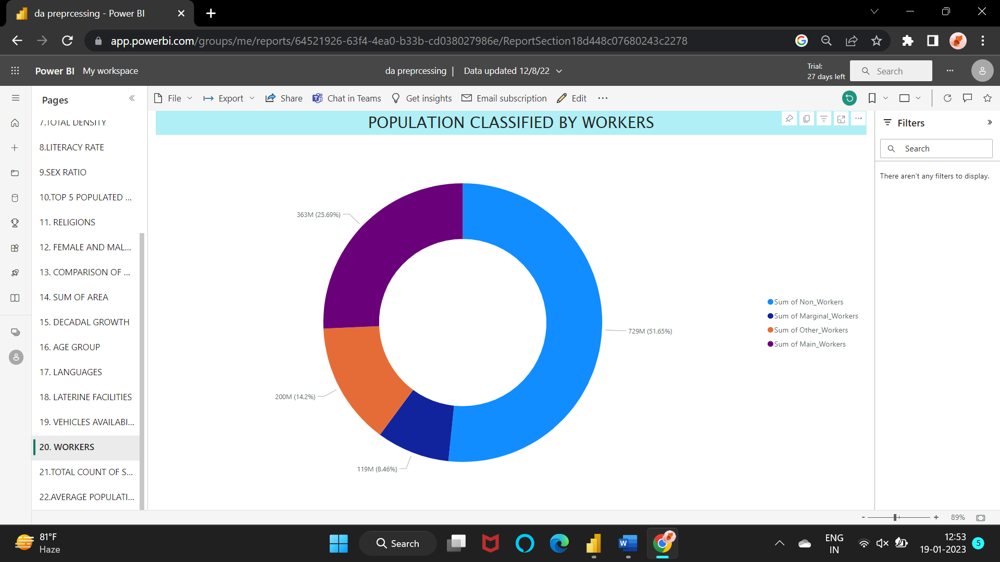 da preprcessing - Power BI
app.powerbi.com/groups/me/reports/64521926-63f4-4ea0-b33b-cd038027986e/ReportSection18d448c07680243c2278
Power BI My workspace
da preprcessing | Data updated 12/8/22
Trial:
27 days left
Search
Pages
File
Export
Share
Chat in Teams
Get insights
Email subscription
Edit
7.TOTAL DENSITY
8.LITERACY RATE
9.SEX RATIO
10.TOP 5 POPULATED ...
11. RELIGIONS
12. FEMALE AND MAL...
13. COMPARISON OF ...
14. SUM OF AREA
15. DECADAL GROWTH
16. AGE GROUP
17. LANGUAGES
18. LATERINE FACILITIES
19. VEHICLES AVAILABI...
20. WORKERS
21.TOTAL COUNT OF S...
22.AVERAGE POPULATI...
POPULATION CLASSIFIED BY WORKERS
363M (25.69%)
729M (51.65%)
200M (14.2%)
119M (8.46%)
Sum of Non_Workers
Sum of Marginal_Workers
Sum of Other_Workers
Sum of Main_Workers
Filters
Search
There aren't any filters to display.
- + 89%
81°F
Haze
Search
ENG
IN
12:53
19-01-2023
5